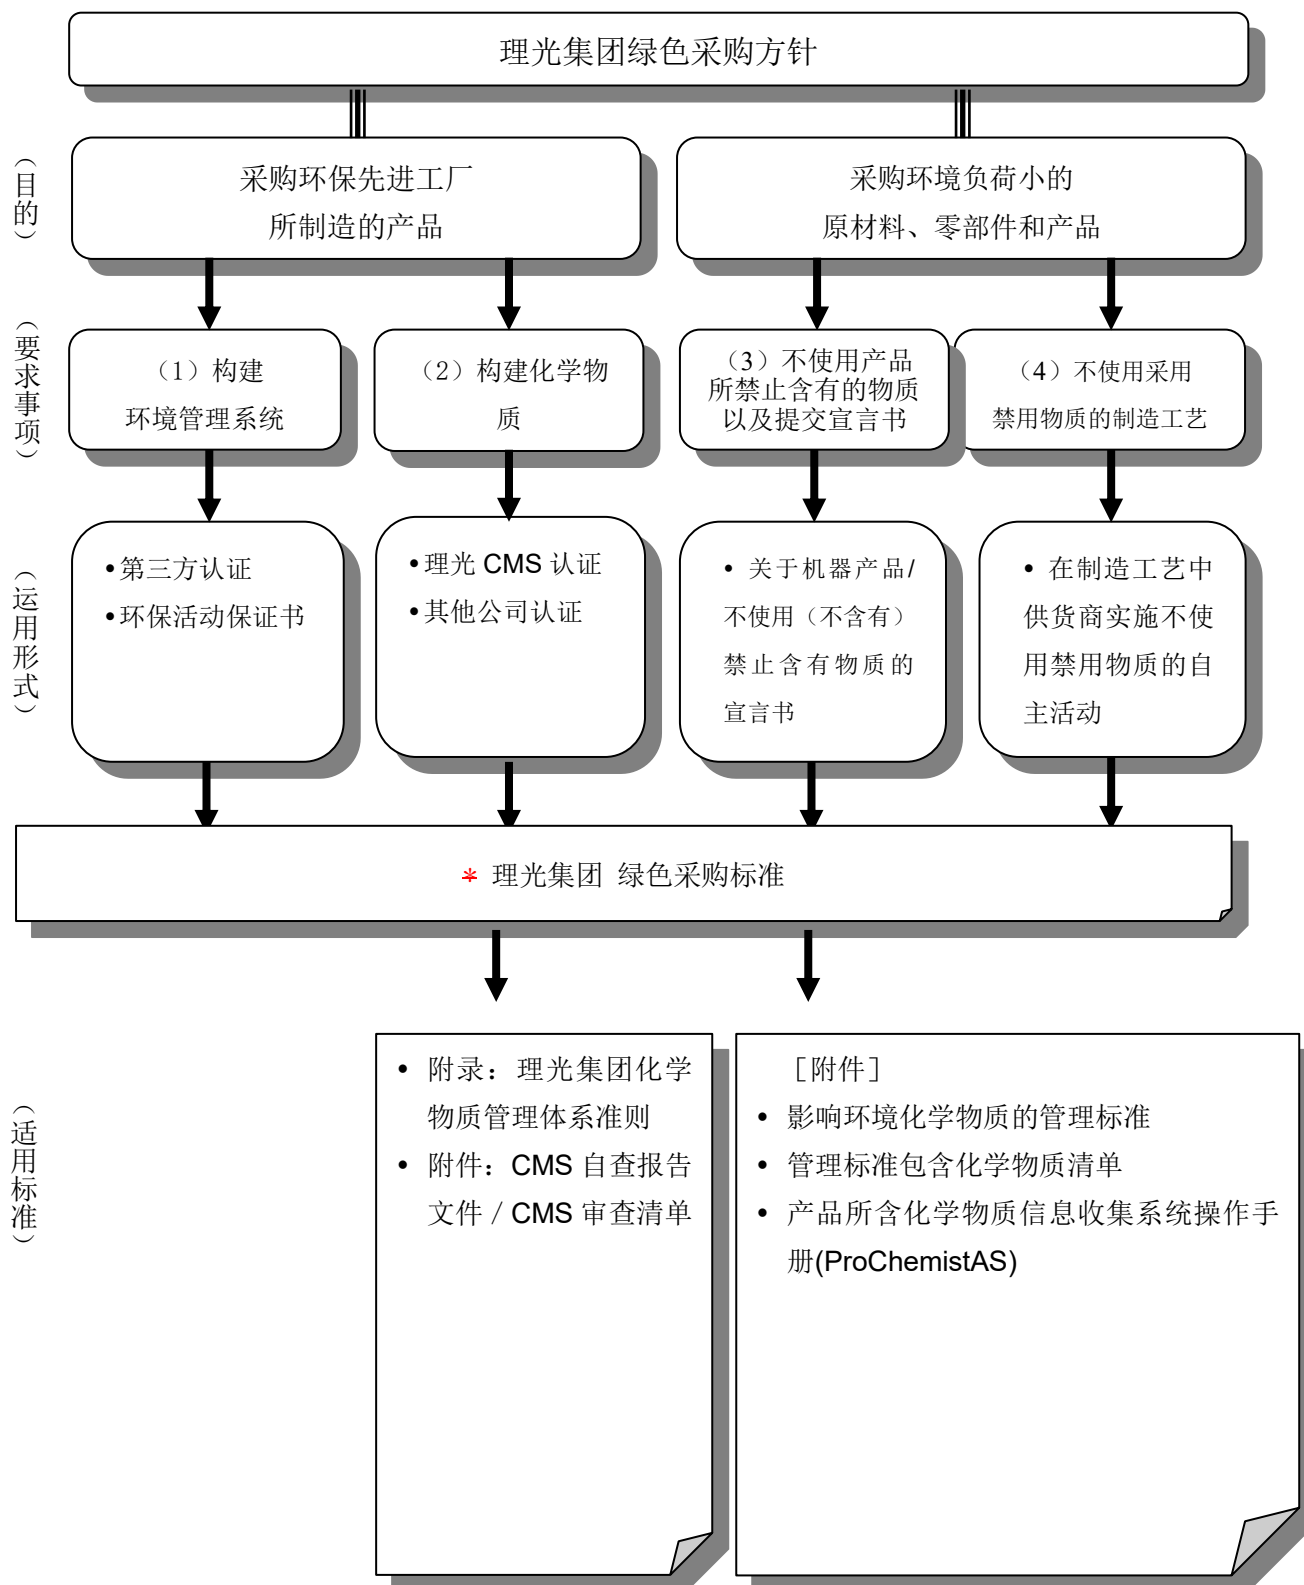 理光集团绿色采购方针
（目的）
采购环保先进工厂
所制造的产品
采购环境负荷小的
原材料、零部件和产品
（要求事项）
（1）构建
环境管理系统
（2）构建化学物
质
（3）不使用产品
所禁止含有的物质
以及提交宣言书
（4）不使用采用
禁用物质的制造工艺
（运用形式）
•第三方认证
•环保活动保证书
•理光 CMS 认证
•其他公司认证
• 关于机器产品/
不使用（不含有）
禁止含有物质的
宣言书
• 在制造工艺中
供货商实施不使
用禁用物质的自
主活动
* 理光集团 绿色采购标准
（适用标准）
• 附录：理光集团化学
物质管理体系准则
• 附件：CMS 自查报告
文件／CMS 审查清单
［附件］
• 影响环境化学物质的管理标准
• 管理标准包含化学物质清单
• 产品所含化学物质信息收集系统操作手
册(ProChemistAS)